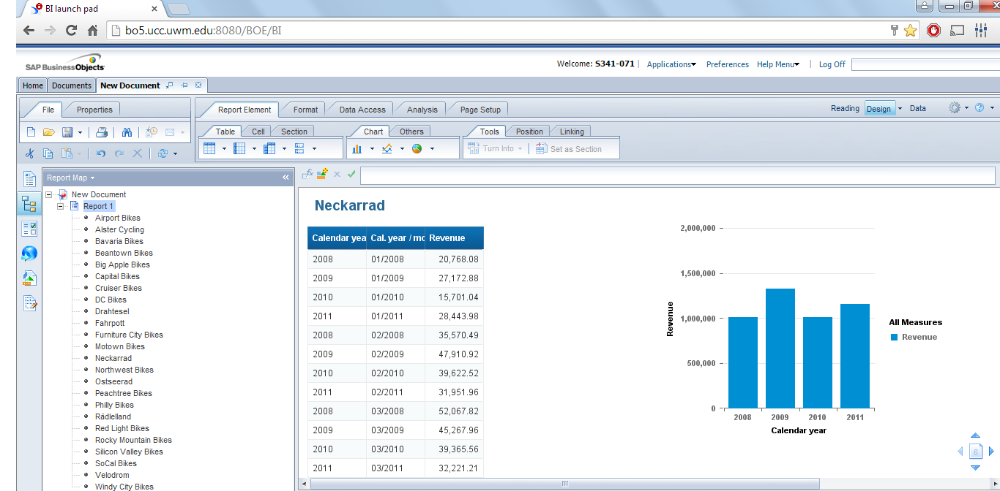 BI launch pad
bo5.ucc.uwm.edu:8080/BOE/BI
SAP BusinessObjects
Welcome: S341-071 | Applications Preferences Help Menu | Log Off
Home Documents New Document
File Properties
Report Element Format Data Access Analysis Page Setup
Reading Design Data
Table Cell Section
Chart Others
Tools Position Linking
Turn Into Set as Section
Report Map
New Document
Report 1
Airport Bikes
Alster Cycling
Bavaria Bikes
Beantown Bikes
Big Apple Bikes
Capital Bikes
Cruiser Bikes
DC Bikes
Drahtesel
Fahrpott
Furniture City Bikes
Motown Bikes
Neckarrad
Northwest Bikes
Ostseerad
Peachtree Bikes
Philly Bikes
Rädlelland
Red Light Bikes
Rocky Mountain Bikes
Silicon Valley Bikes
SoCal Bikes
Velodrom
Windy City Bikes
Neckarrad
Calendar yea Cal. year / mo Revenue
2008 01/2008 20,768.08
2009 01/2009 27,172.88
2010 01/2010 15,701.04
2011 01/2011 28,443.98
2008 02/2008 35,570.49
2009 02/2009 47,910.92
2010 02/2010 39,622.52
2011 02/2011 31,951.96
2008 03/2008 52,067.82
2009 03/2009 45,267.96
2010 03/2010 39,365.56
2011 03/2011 32,221.21
2,000,000
1,500,000
1,000,000
500,000
0
Revenue
2008 2009 2010 2011
Calendar year
All Measures
Revenue
6